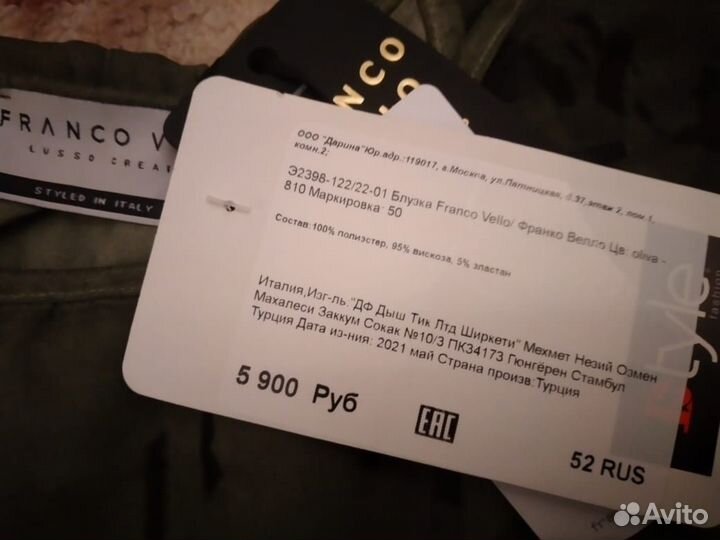 FRANCO V
LUSSO CREAT
STYLED IN ITALY
NCO
LO
ООО "Дарина"Юр.адр.:119017, г.Москва, ул.Пятницкая, д.37,этаж 2, пом.1,
комн.2;
Э2398-122/22-01 Блузка Franco Vello/ Франко Велло Цв: oliva -
810 Маркировка: 50
Состав:100% полиэстер, 95% вискоза, 5% эластан
Италия,Изг-ль:"ДФ Дыш Тик Лтд Ширкети" Мехмет Незий Озмен
Махалеси Заккум Сокак №10/3 ПК34173 Гюнгёрен Стамбул
Турция Дата из-ния: 2021 май Страна произв:Турция
5 900 Руб
EAC
52 RUS
style
fashion
Avito